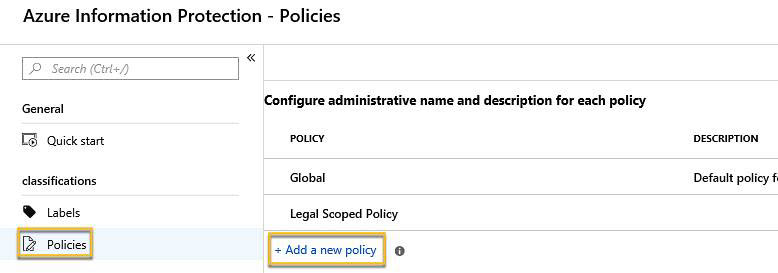 Azure Information Protection - Policies
Search (Ctrl+/)
«
General
Quick start
classifications
Labels
Policies
Configure administrative name and description for each policy
POLICY DESCRIPTION
Global Default policy f
Legal Scoped Policy
+ Add a new policy